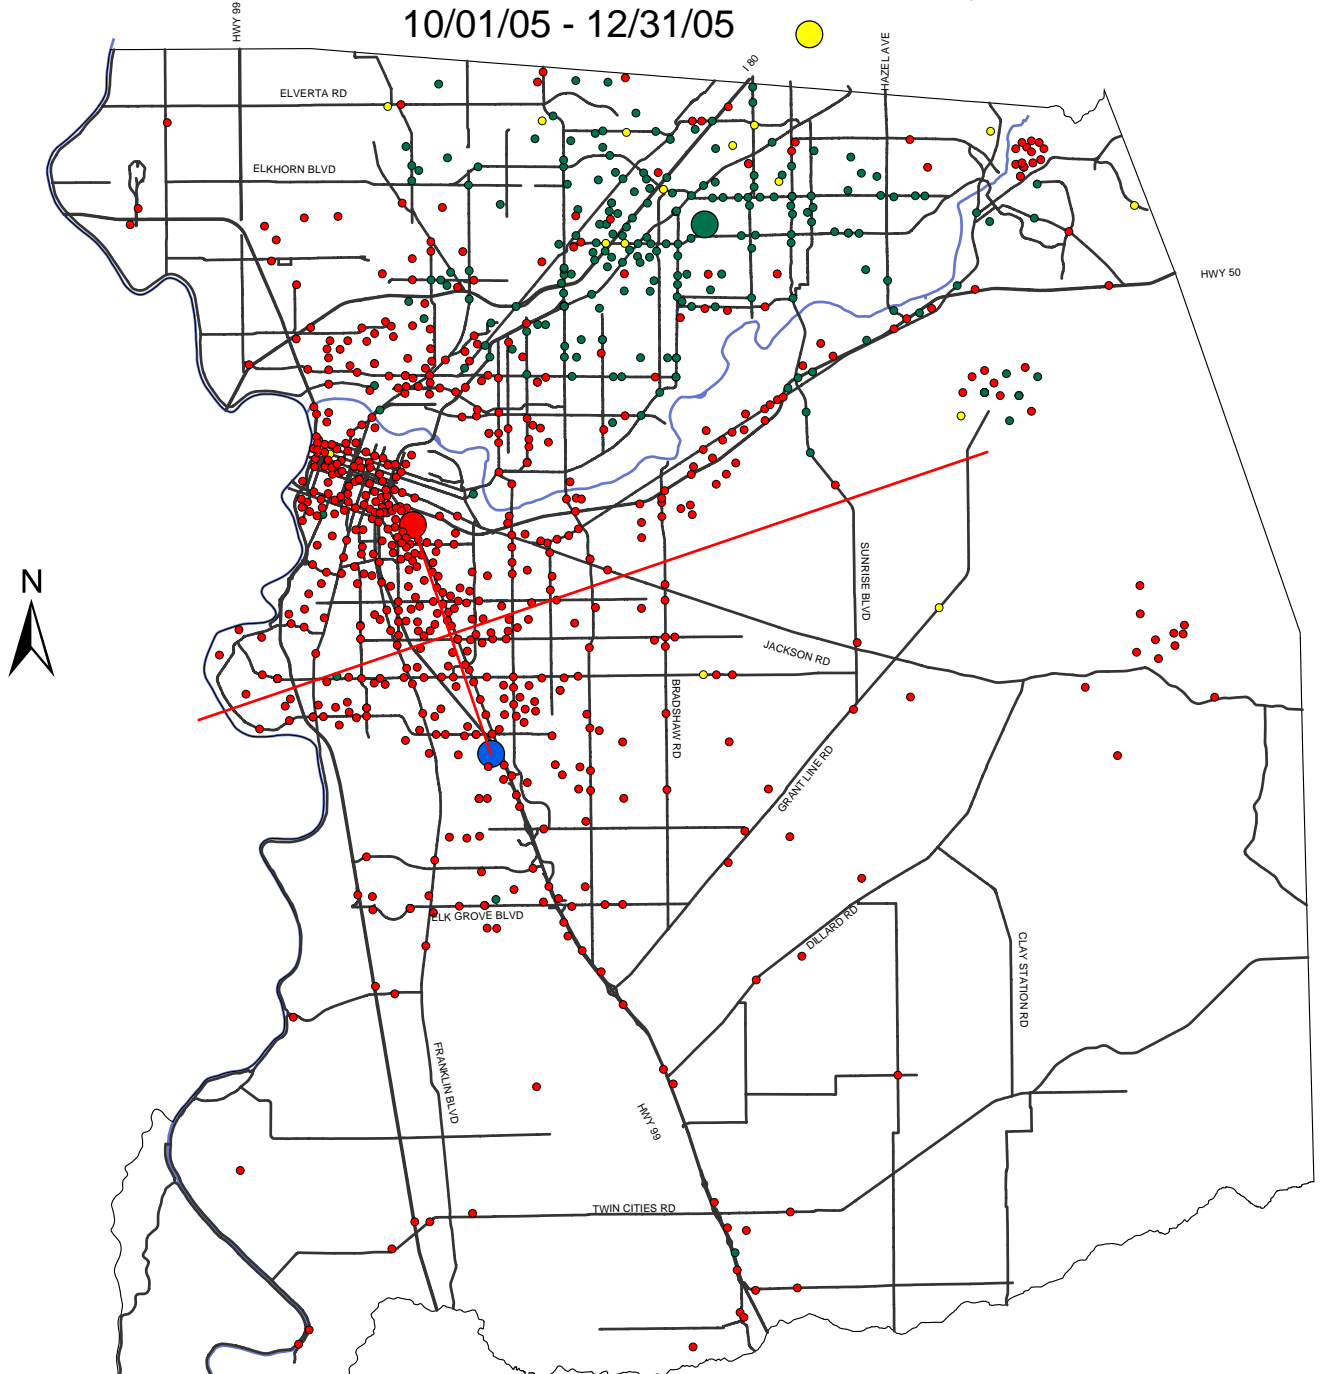 HWY 99
10/01/05 - 12/31/05
I 80
HAZEL AVE
ELVERTA RD
ELKHORN BLVD
HWY 50
N
SUNRISE BLVD
JACKSON RD
BRADSHAW RD
GRANT LINE RD
ELK GROVE BLVD
DILLARD RD
CLAY STATION RD
FRANKLIN BLVD
HWY 99
TWIN CITIES RD